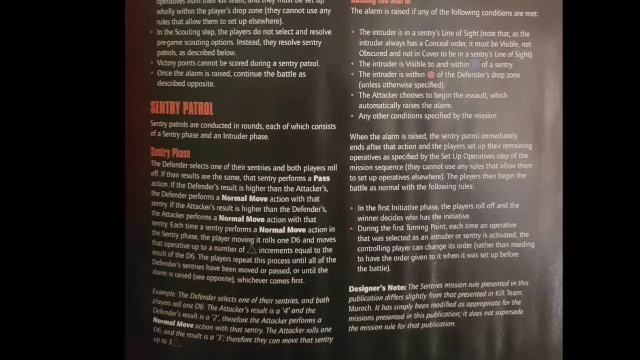 operatives from their kill team, and they must be set up
wholly within the player's drop zone (they cannot use any
rules that allow them to set up elsewhere).
• In the Scouting step, the players do not select and resolve
pre-game scouting options. Instead, they resolve sentry
patrols, as described below.
• Victory points cannot be scored during a sentry patrol.
• Once the alarm is raised, continue the battle as
described opposite.
SENTRY PATROL
Sentry patrols are conducted in rounds, each of which consists
of a Sentry phase and an Intruder phase.
Sentry Phase
The Defender selects one of their sentries and both players roll
off. If their results are the same, that sentry performs a Pass
action. If the Defender's result is higher than the Attacker's,
the Defender performs a Normal Move action with that
sentry. If the Attacker's result is higher than the Defender's,
the Attacker performs a Normal Move action with that
sentry. Each time a sentry performs a Normal Move action in
the Sentry phase, the player moving it rolls one D6 and moves
that operative up to a number of increments equal to the
result of the D6. The players repeat this process until all of the
Defender's sentries have been moved or passed, or until the
alarm is raised (see opposite), whichever comes first.
Example: The Defender selects one of their sentries, and both
players roll one D6. The Attacker's result is a '4' and the
Defender's result is a '2', therefore the Attacker performs a
Normal Move action with that sentry. The Attacker rolls one
D6, and the result is a '3', therefore they can move that sentry
up to 3
The alarm is raised if any of the following conditions are met:
• The intruder is in a sentry's Line of Sight (note that, as the
intruder always has a Conceal order, it must be Visible, not
Obscured and not in Cover to be in a sentry's Line of Sight).
• The intruder is Visible to and within of a sentry.
• The intruder is within of the Defender's drop zone
(unless otherwise specified).
• The Attacker chooses to begin the assault, which
automatically raises the alarm.
• Any other conditions specified by the mission.
When the alarm is raised, the sentry patrol immediately
ends after that action and the players set up their remaining
operatives as specified by the Set Up Operatives step of the
mission sequence (they cannot use any rules that allow them
to set up operatives elsewhere). The players then begin the
battle as normal with the following rules:
• In the first Initiative phase, the players roll off and the
winner decides who has the initiative.
• During the first Turning Point, each time an operative
that was selected as an intruder or sentry is activated, the
controlling player can change its order (rather than needing
to have the order given to it when it was set up before
the battle).
Designer's Note: The Sentries mission rule presented in this
publication differs slightly from that presented in Kill Team:
Moroch. It has simply been modified as appropriate for the
missions presented in this publication; it does not supersede
the mission rule for that publication.